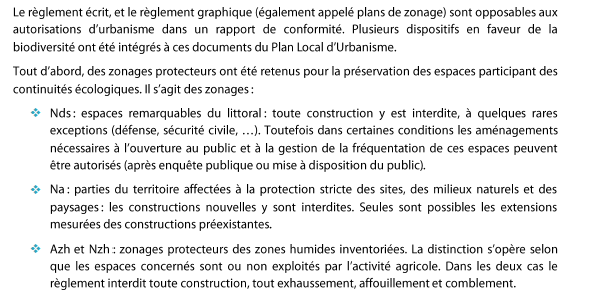 Le règlement écrit, et le règlement graphique (également appelé plans de zonage) sont opposables aux
autorisations d’urbanisme dans un rapport de conformité. Plusieurs dispositifs en faveur de la
biodiversité ont été intégrés à ces documents du Plan Local d’Urbanisme.
Tout d’abord, des zonages protecteurs ont été retenus pour la préservation des espaces participant des
continuités écologiques. Il s’agit des zonages :
❖ Nds : espaces remarquables du littoral : toute construction y est interdite, à quelques rares
exceptions (défense, sécurité civile, …). Toutefois dans certaines conditions les aménagements
nécessaires à l’ouverture au public et à la gestion de la fréquentation de ces espaces peuvent
être autorisés (après enquête publique ou mise à disposition du public).
❖ Na : parties du territoire affectées à la protection stricte des sites, des milieux naturels et des
paysages : les constructions nouvelles y sont interdites. Seules sont possibles les extensions
mesurées des constructions préexistantes.
❖ Azh et Nzh : zonages protecteurs des zones humides inventoriées. La distinction s’opère selon
que les espaces concernés sont ou non exploités par l’activité agricole. Dans les deux cas le
règlement interdit toute construction, tout exhaussement, affouillement et comblement.